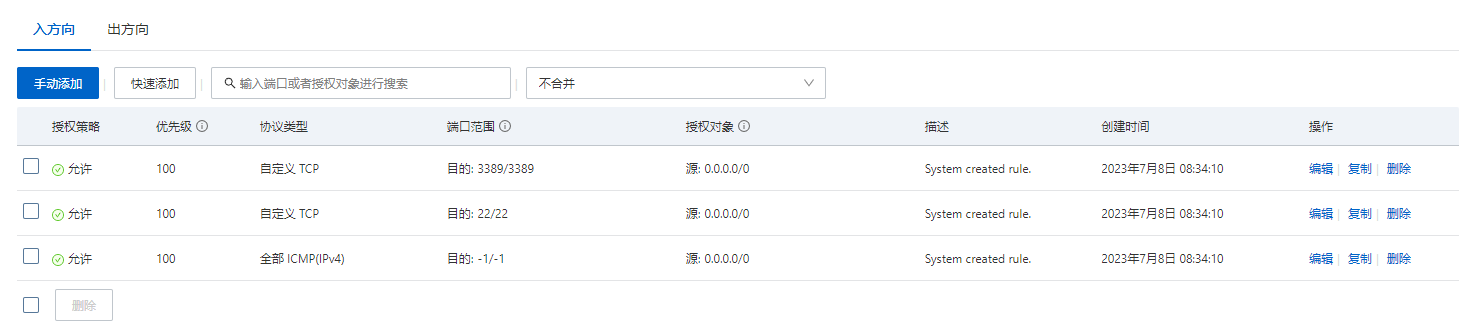 入方向 出方向
手动添加 快速添加 输入端口或者授权对象进行搜索 不合并
授权策略 优先级 协议类型 端口范围 授权对象 描述 创建时间 操作
允许 100 自定义 TCP 目的: 3389/3389 源: 0.0.0.0/0 System created rule. 2023年7月8日 08:34:10 编辑 复制 删除
允许 100 自定义 TCP 目的: 22/22 源: 0.0.0.0/0 System created rule. 2023年7月8日 08:34:10 编辑 复制 删除
允许 100 全部 ICMP(IPv4) 目的: -1/-1 源: 0.0.0.0/0 System created rule. 2023年7月8日 08:34:10 编辑 复制 删除
删除